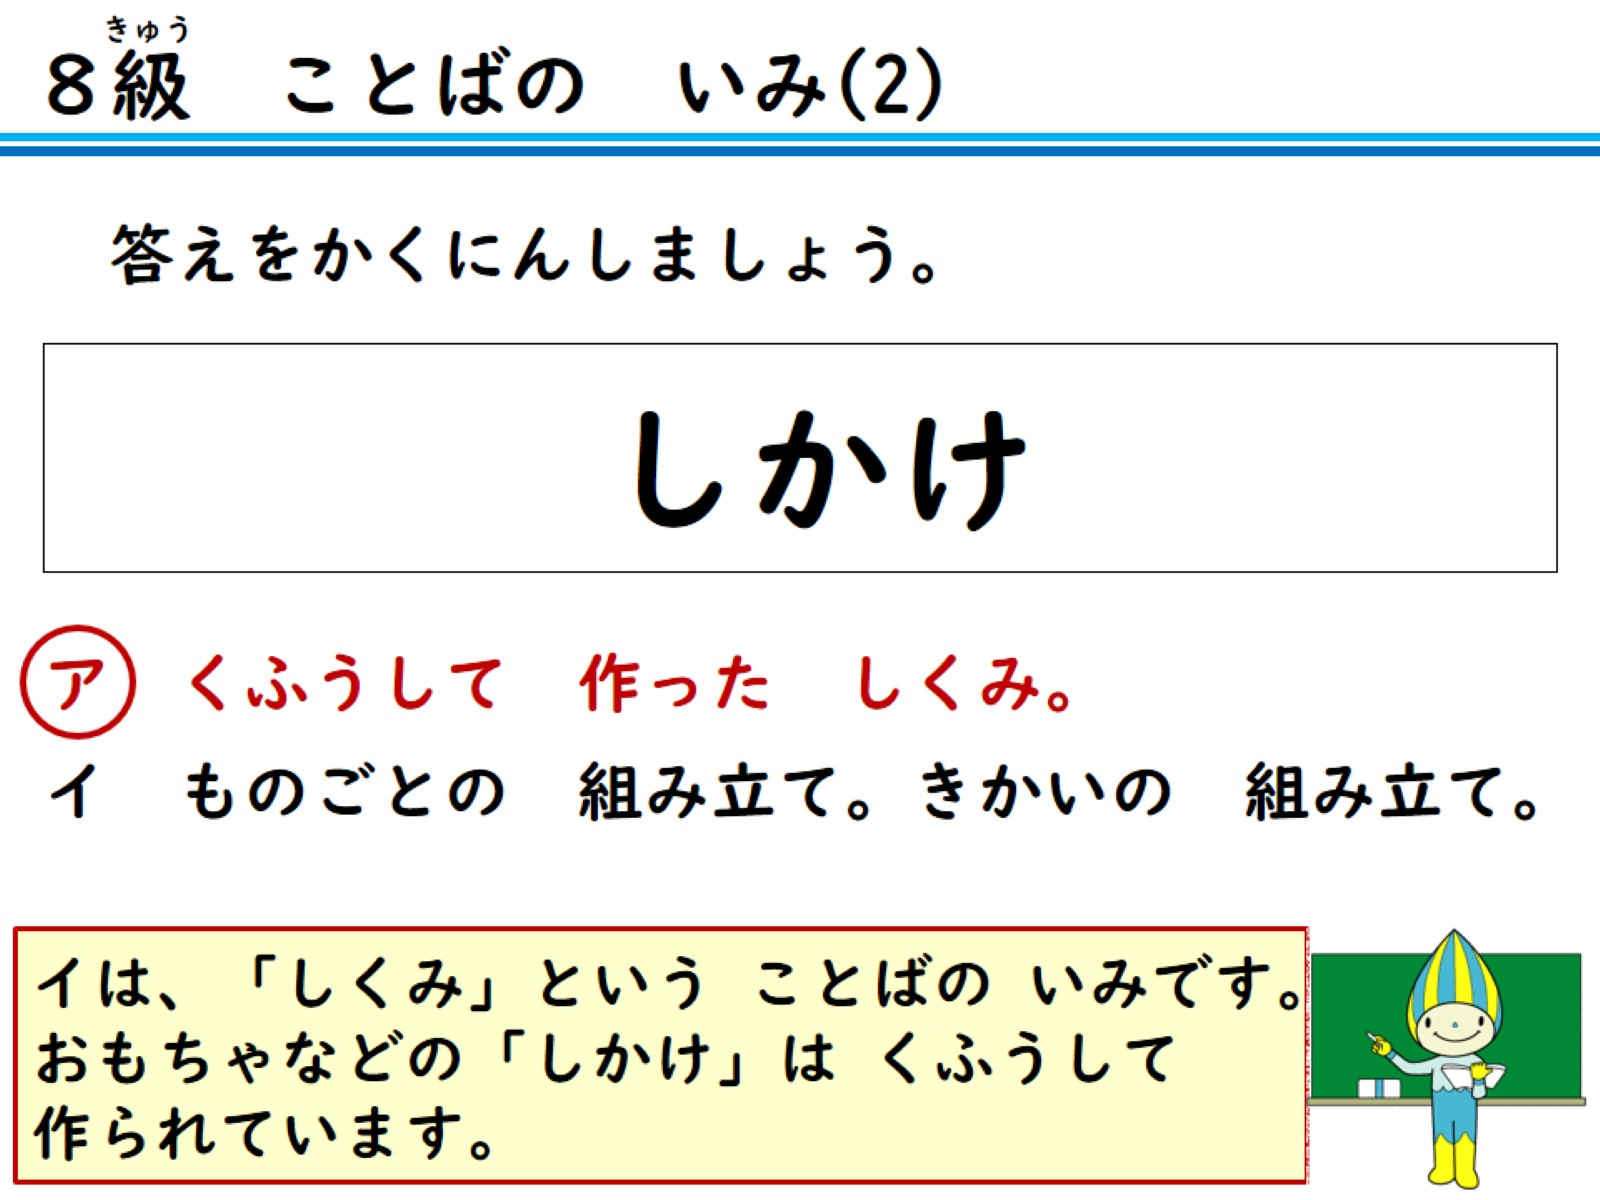 きゅう
8級　ことばの　いみ(2)
答えをかくにんしましょう。
しかけ
ア　くふうして　作った　しくみ。
イ　ものごとの　組み立て。きかいの　組み立て。
イは、「しくみ」という ことばの いみです。
おもちゃなどの「しかけ」は くふうして
作られています。